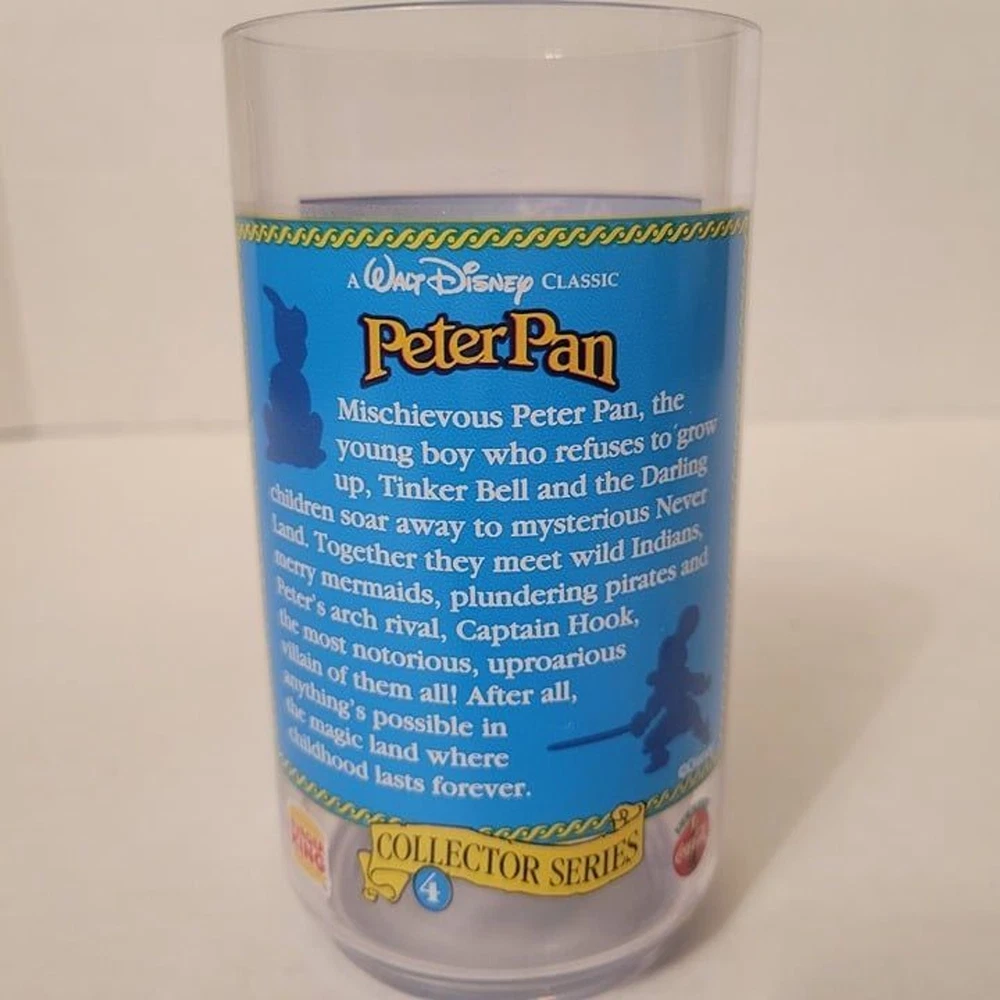 A WALT DISNEY CLASSIC
Peter Pan
Mischievous Peter Pan, the
young boy who refuses to grow
up, Tinker Bell and the Darling
children soar away to mysterious Never
Land. Together they meet wild Indians,
merry mermaids, plundering pirates and
Peter's arch rival, Captain Hook,
the most notorious, uproarious
villain of them all! After all,
anything's possible in
the magic land where
childhood lasts forever.
COLLECTOR SERIES
4
KING